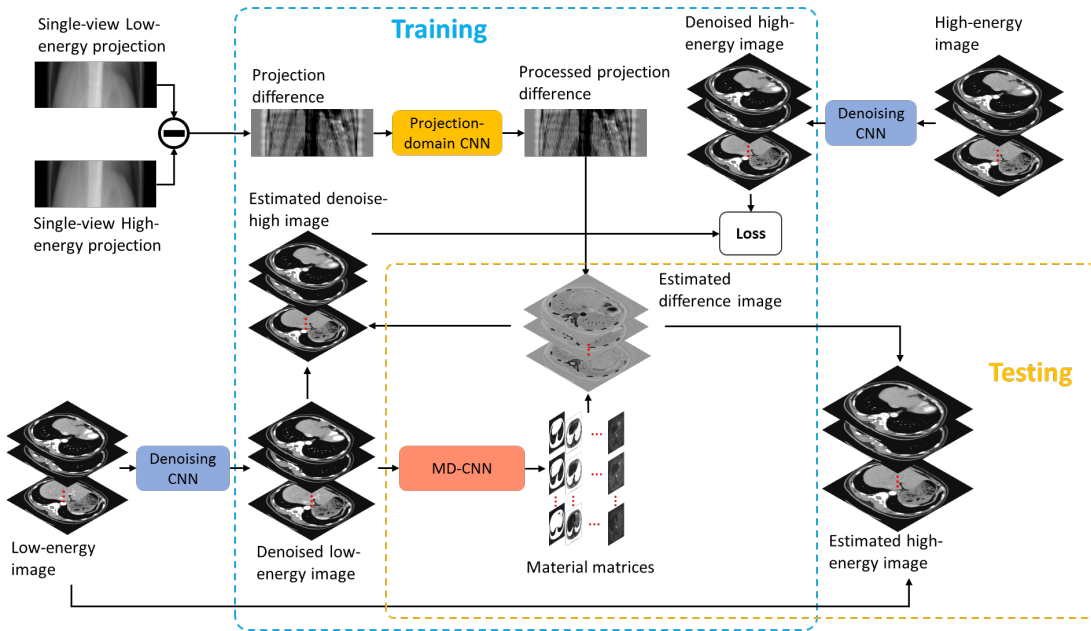 Single-view Low-
energy projection
Training
Denoised high-
energy image
High-energy
image
Projection
difference
Processed projection
difference
Projection-
domain CNN
Denoising
CNN
Single-view High-
energy projection
Estimated denoise-
high image
Loss
Estimated
difference image
Testing
Denoising
CNN
MD-CNN
Low-energy
image
Denoised low-
energy image
Material matrices
Estimated high-
energy image